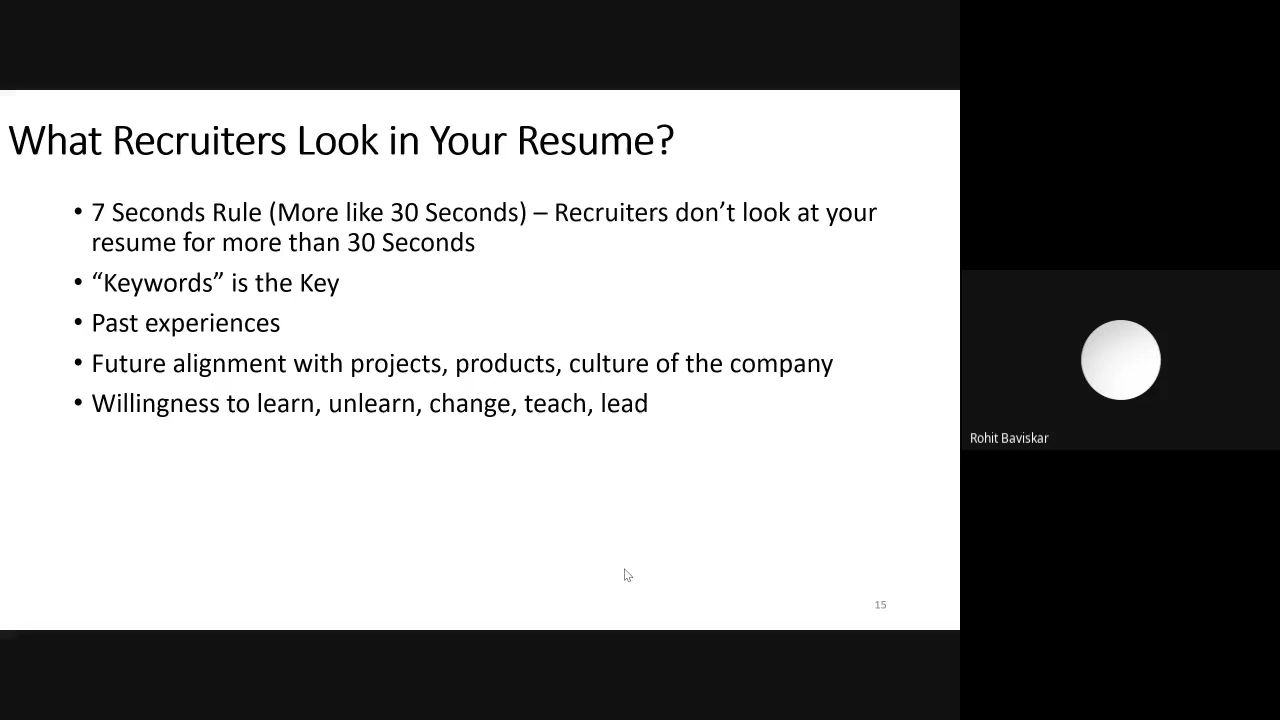 What Recruiters Look in Your Resume?
• 7 Seconds Rule (More like 30 Seconds) – Recruiters don’t look at your
resume for more than 30 Seconds
• “Keywords” is the Key
• Past experiences
• Future alignment with projects, products, culture of the company
• Willingness to learn, unlearn, change, teach, lead
15
Rohit Baviskar